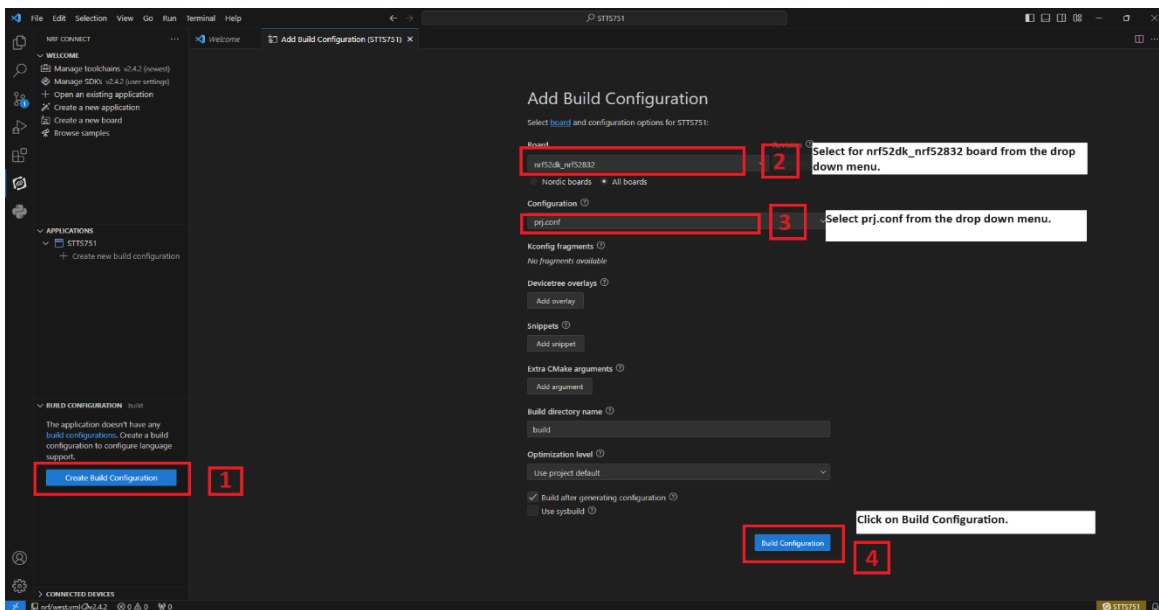 File Edit Selection View Go Run Terminal Help
STTS751
NRF CONNECT
Welcome
Add Build Configuration (STTS751)
WELCOME
Manage toolchains v2.4.2 (newest)
Manage SDKs v2.4.2 (user settings)
Open an existing application
Create a new application
Create a new board
Browse samples
Add Build Configuration
Select board and configuration options for STTS751:
Board
Revision
nrf52dk_nrf52832
2
Select for nrf52dk_nrf52832 board from the drop
down menu.
Nordic boards All boards
Configuration
prj.conf
3
Select prj.conf from the drop down menu.
APPLICATIONS
STTS751
Create new build configuration
Kconfig fragments
No fragments available
Devicetree overlays
Add overlay
Snippets
Add snippet
Extra CMake arguments
Add argument
BUILD CONFIGURATION build
The application doesn't have any
build configurations. Create a build
configuration to configure language
support.
Create Build Configuration
1
Build directory name
build
Optimization level
Use project default
Build after generating configuration
Use sysbuild
Click on Build Configuration.
Build Configuration
4
CONNECTED DEVICES
nrf/west.yml v2.4.2 0 0 0
STTS751